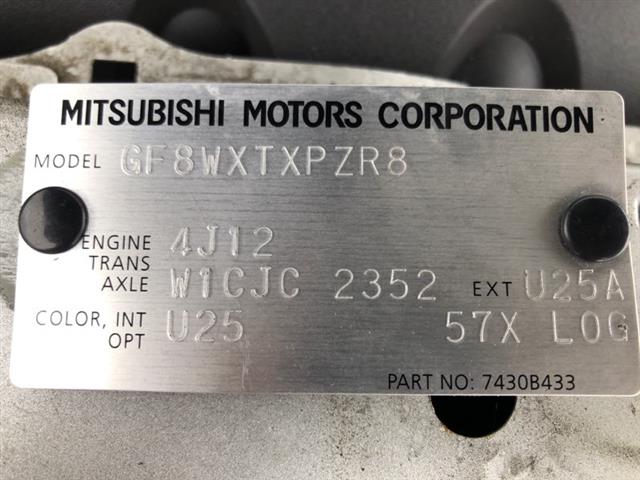 MITSUBISHI MOTORS CORPORATION
MODEL GF8WXTXPZR8
ENGINE 4J12
TRANS
AXLE W1CJC 2352 EXT U25A
COLOR, INT U25 57X L0G
OPT
PART NO: 7430B433